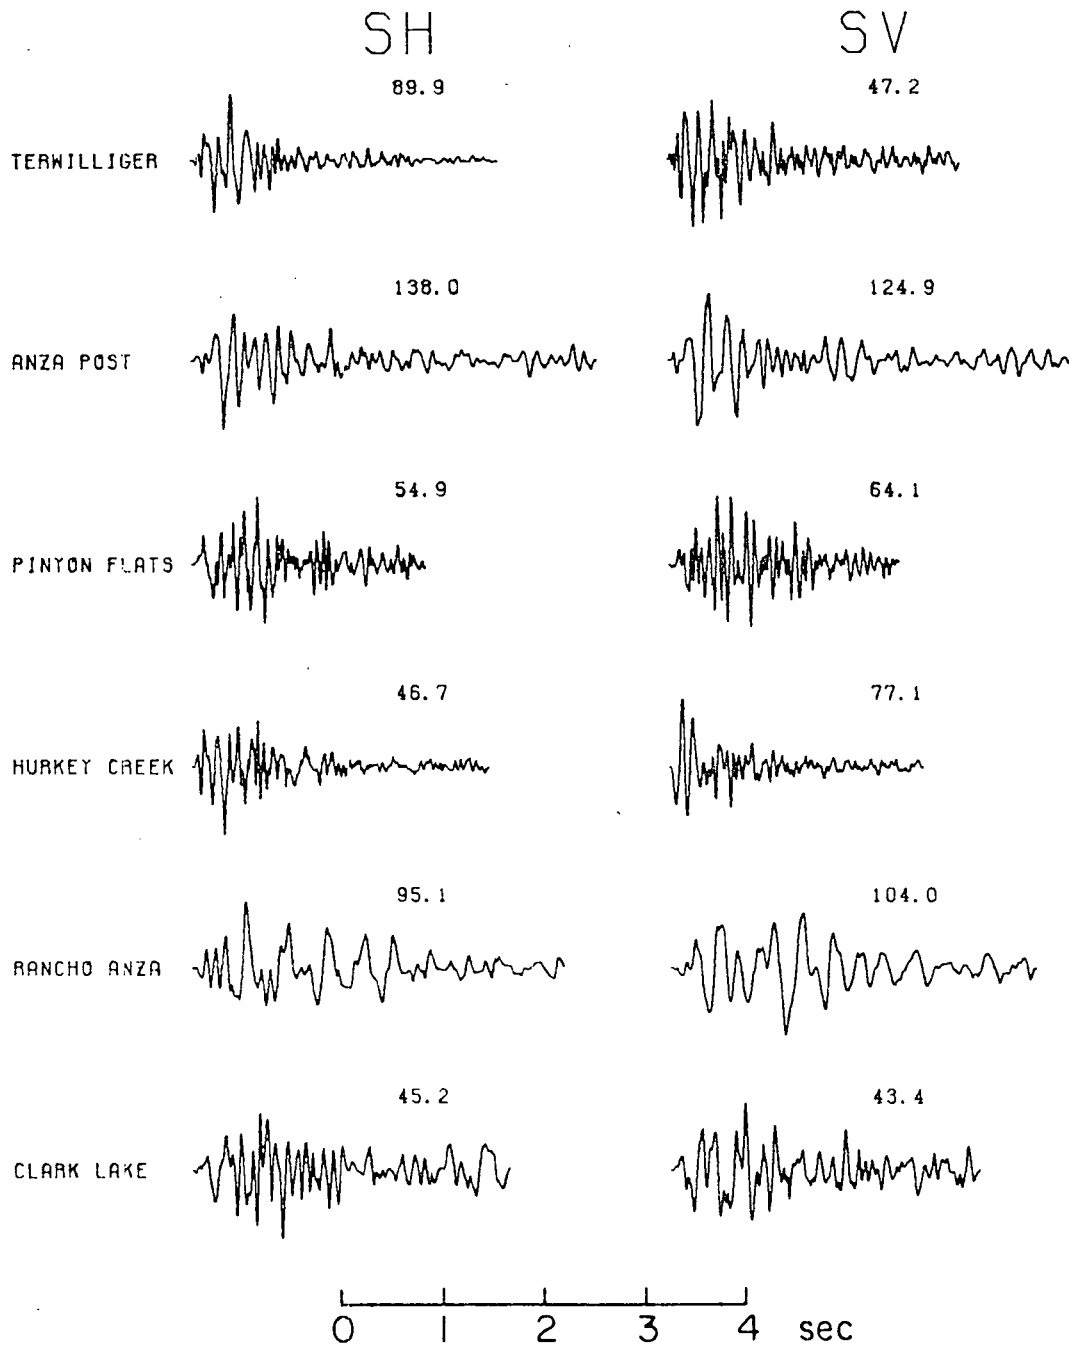 SH SV
89.9 47.2
TERWILLIGER
138.0 124.9
ANZA POST
54.9 64.1
PINYON FLATS
46.7 77.1
HURKEY CREEK
95.1 104.0
RANCHO ANZA
45.2 43.4
CLARK LAKE
0 1 2 3 4 sec